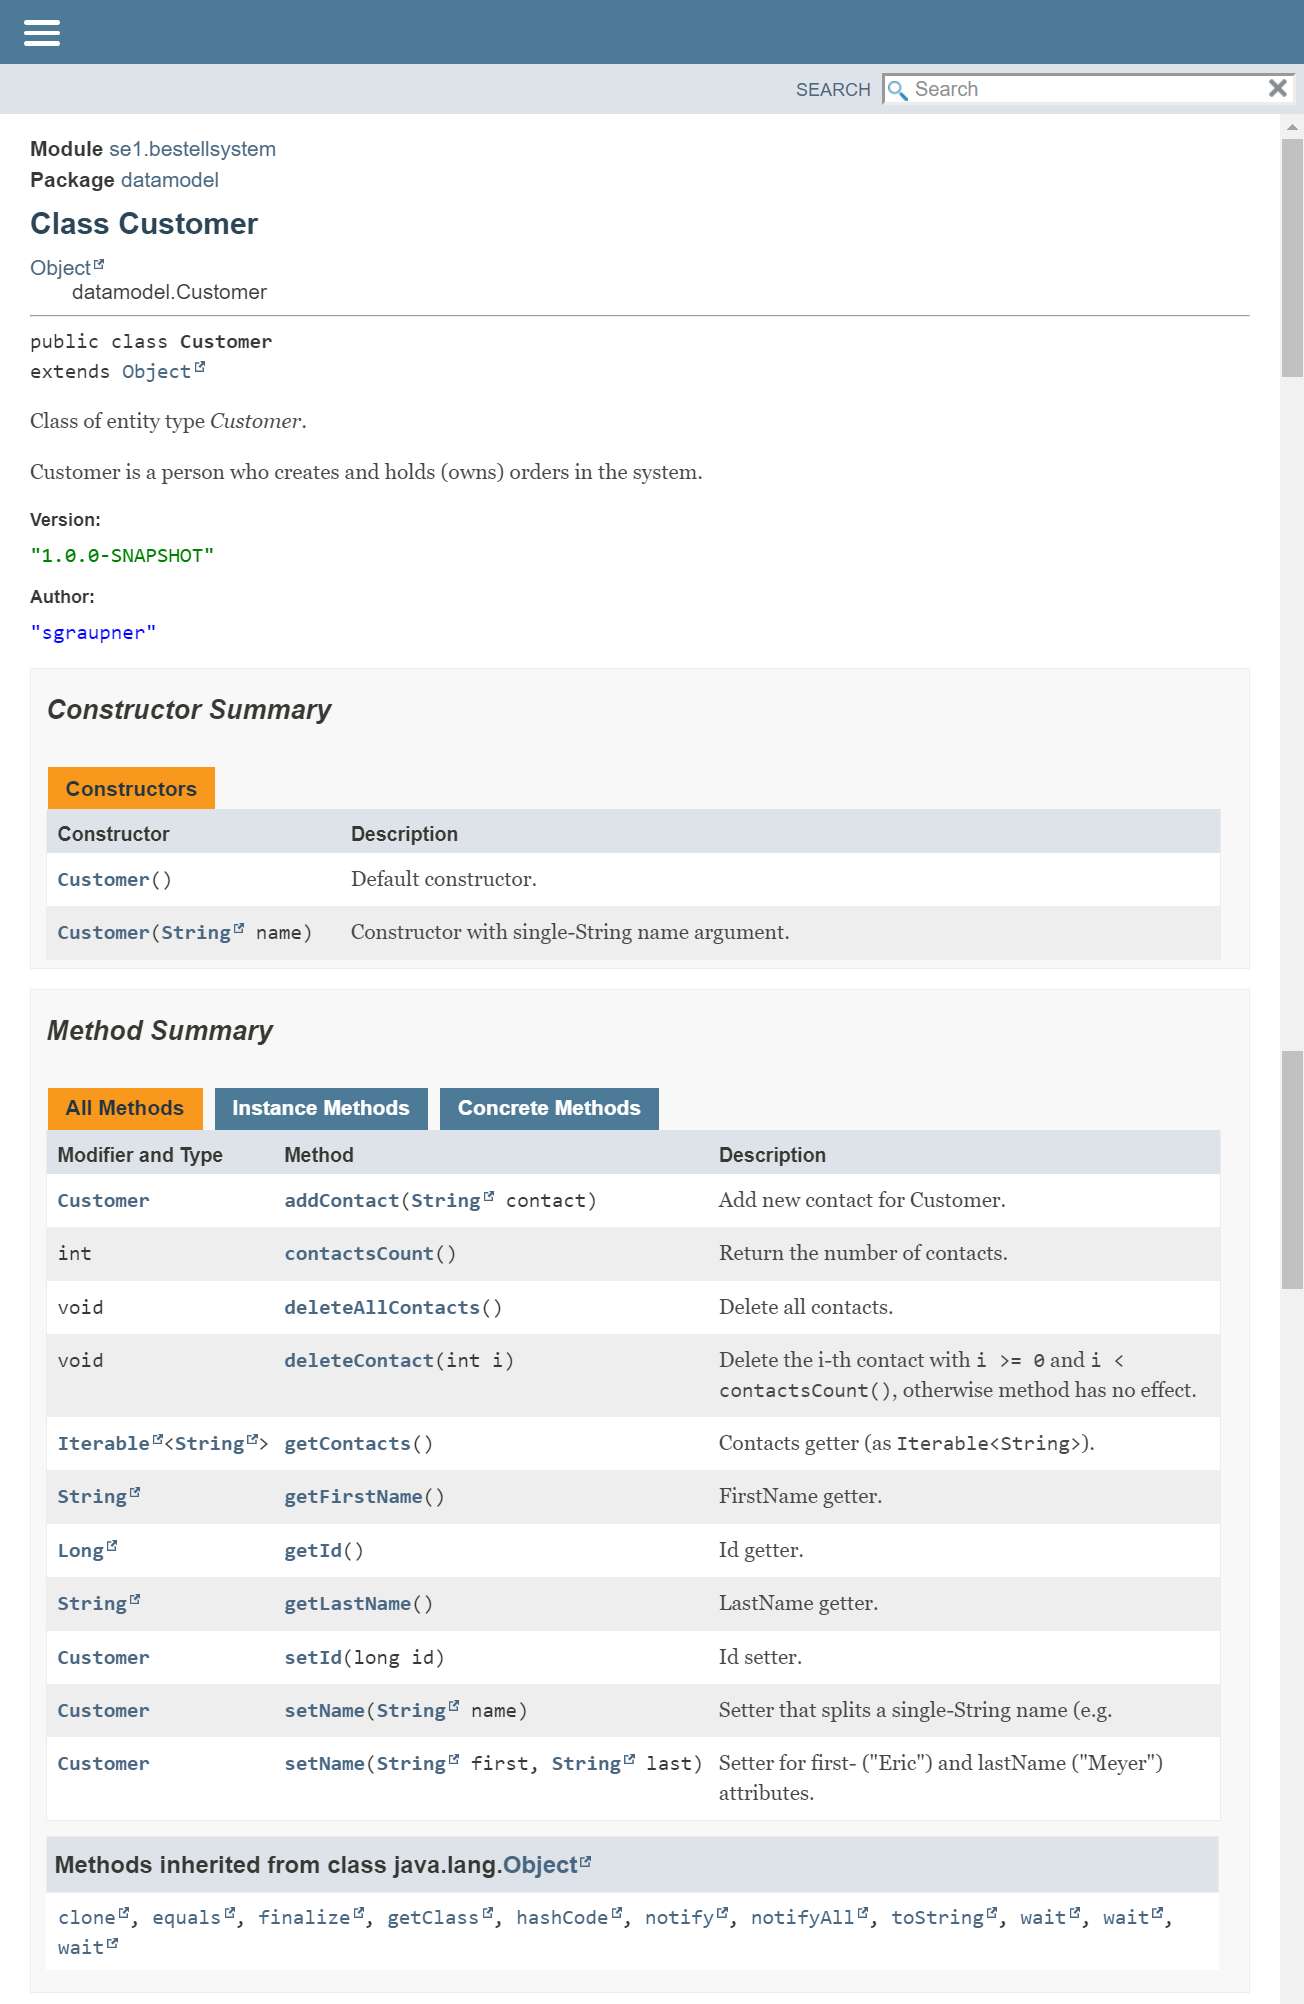 SEARCH Search
Module se1.bestellsystem
Package datamodel
Class Customer
Object
datamodel.Customer
public class Customer
extends Object
Class of entity type Customer.
Customer is a person who creates and holds (owns) orders in the system.
Version:
"1.0.0-SNAPSHOT"
Author:
"sgraupner"
Constructor Summary
Constructors
Constructor Description
Customer() Default constructor.
Customer(String name) Constructor with single-String name argument.
Method Summary
All Methods Instance Methods Concrete Methods
Modifier and Type Method Description
Customer addContact(String contact) Add new contact for Customer.
int contactsCount() Return the number of contacts.
void deleteAllContacts() Delete all contacts.
void deleteContact(int i) Delete the i-th contact with i >= 0 and i <
contactsCount(), otherwise method has no effect.
Iterable<String> getContacts() Contacts getter (as Iterable<String>).
String getFirstName() FirstName getter.
Long getId() Id getter.
String getLastName() LastName getter.
Customer setId(long id) Id setter.
Customer setName(String name) Setter that splits a single-String name (e.g.
Customer setName(String first, String last) Setter for first- ("Eric") and lastName ("Meyer")
attributes.
Methods inherited from class java.lang.Object
clone, equals, finalize, getClass, hashCode, notify, notifyAll, toString, wait, wait,
wait